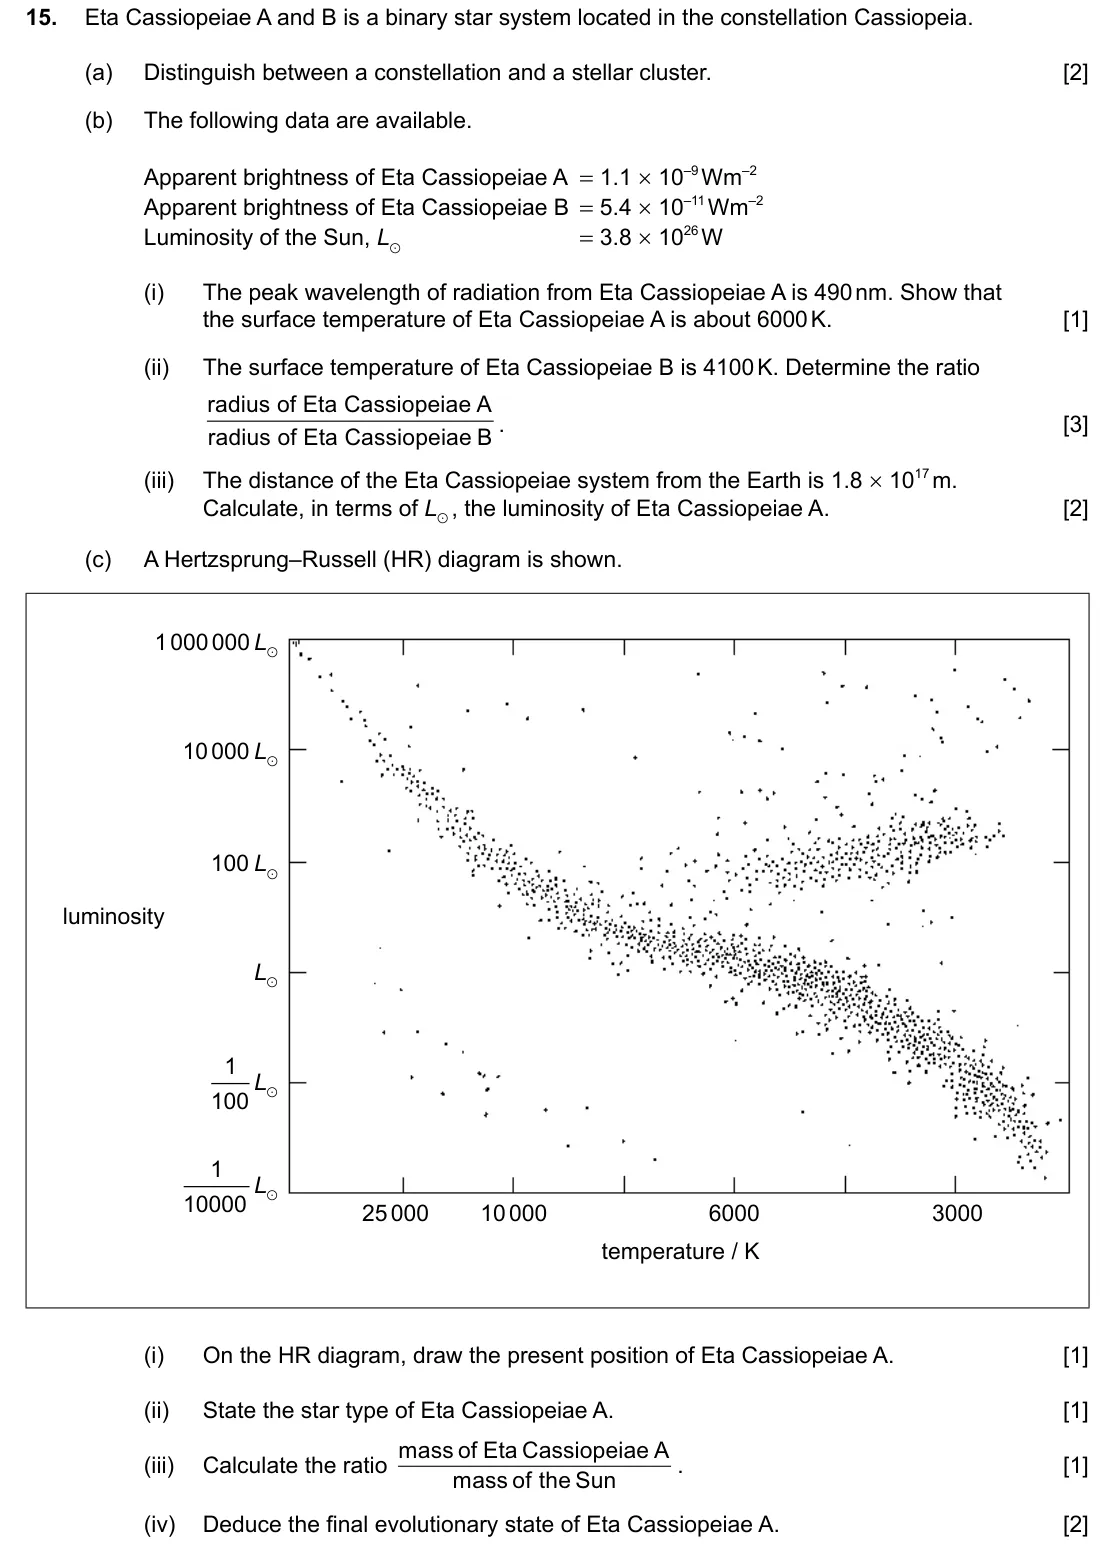 15. Eta Cassiopeiae A and B is a binary star system located in the constellation Cassiopeia.
(a) Distinguish between a constellation and a stellar cluster. [2]
(b) The following data are available.
Apparent brightness of Eta Cassiopeiae A = 1.1 × 10⁻⁹ W m⁻²
Apparent brightness of Eta Cassiopeiae B = 5.4 × 10⁻¹¹ W m⁻²
Luminosity of the Sun, L☉ = 3.8 × 10²⁶ W
(i) The peak wavelength of radiation from Eta Cassiopeiae A is 490 nm. Show that
the surface temperature of Eta Cassiopeiae A is about 6000 K. [1]
(ii) The surface temperature of Eta Cassiopeiae B is 4100 K. Determine the ratio
radius of Eta Cassiopeiae A
radius of Eta Cassiopeiae B . [3]
(iii) The distance of the Eta Cassiopeiae system from the Earth is 1.8 × 10¹⁷ m.
Calculate, in terms of L☉, the luminosity of Eta Cassiopeiae A. [2]
(c) A Hertzsprung–Russell (HR) diagram is shown.
1 000 000 L☉
10 000 L☉
100 L☉
luminosity
L☉
1
100 L☉
1
10000 L☉
25 000 10 000 6000 3000
temperature / K
(i) On the HR diagram, draw the present position of Eta Cassiopeiae A. [1]
(ii) State the star type of Eta Cassiopeiae A. [1]
(iii) Calculate the ratio mass of Eta Cassiopeiae A
mass of the Sun . [1]
(iv) Deduce the final evolutionary state of Eta Cassiopeiae A. [2]